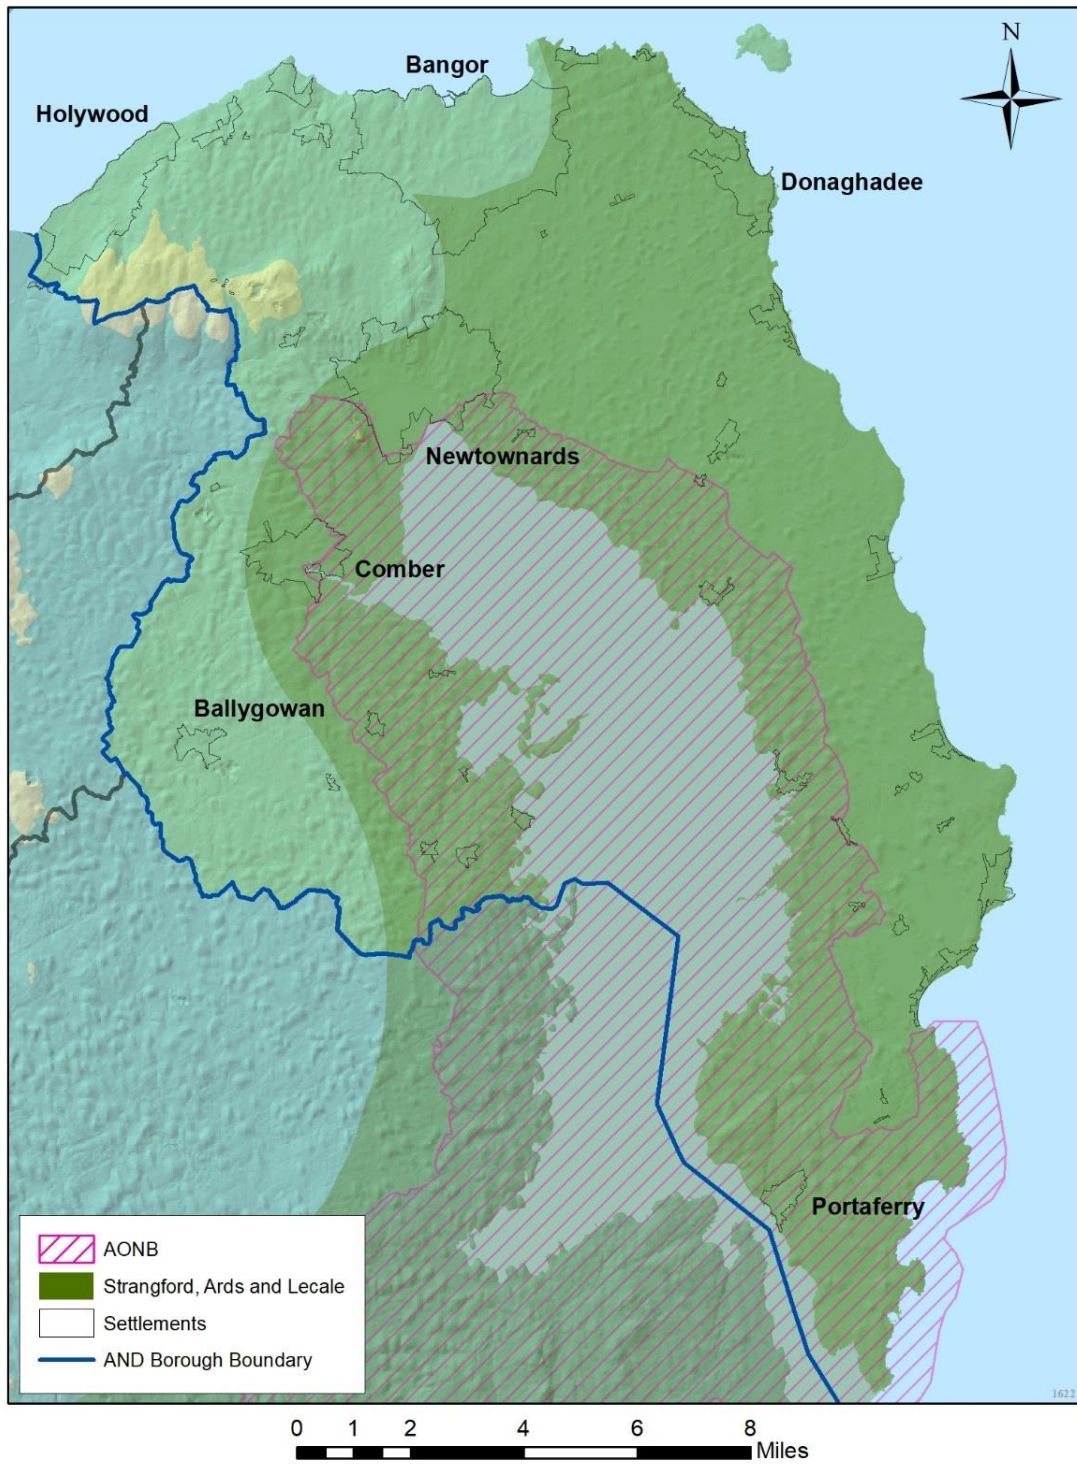 N
Bangor
Holywood
Donaghadee
Newtownards
Comber
Ballygowan
Portaferry
AONB
Strangford, Ards and Lecale
Settlements
AND Borough Boundary
1622
0 1 2 4 6 8
Miles